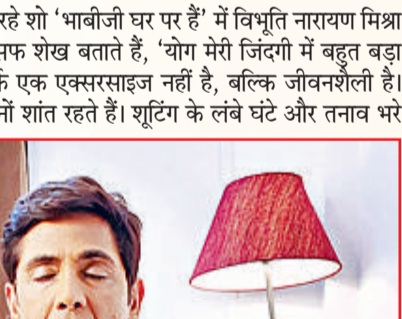 रहे शो ‘भाबीजी घर पर हैं’ में विभूति नारायण मिश्रा
शेख बताते हैं, ‘योग मेरी जिंदगी में बहुत बड़ा
एक एक्सरसाइज नहीं है, बल्कि जीवनशैली है।
शांत रहते हैं। शूटिंग के लंबे घंटे और तनाव भरे